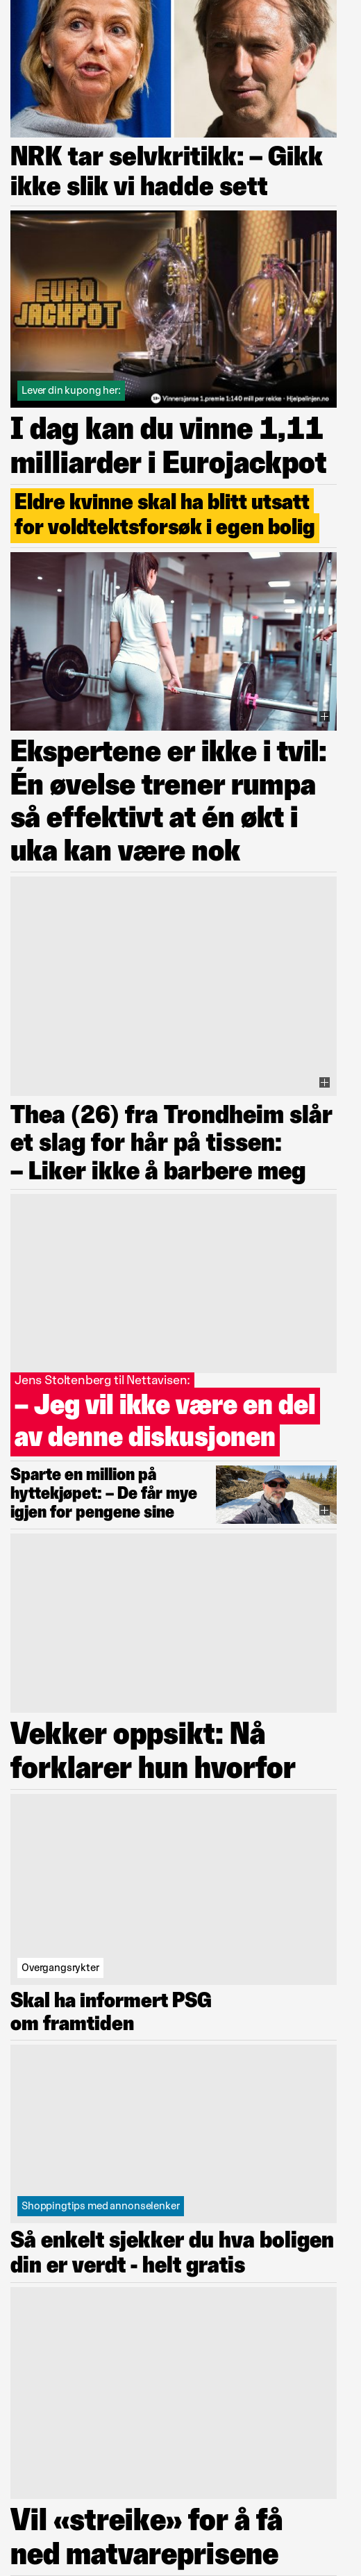 NRK tar selvkritikk: – Gikk
ikke slik vi hadde sett
EURO
JACKPOT
Lever din kupong her:
18+ Vinnersjanse 1.premie 1:140 mill per rekke - Hjelpelinjen.no
I dag kan du vinne 1,11
milliarder i Eurojackpot
Eldre kvinne skal ha blitt utsatt
for voldtektsforsøk i egen bolig
Ekspertene er ikke i tvil:
Én øvelse trener rumpa
så effektivt at én økt i
uka kan være nok
Thea (26) fra Trondheim slår
et slag for hår på tissen:
– Liker ikke å barbere meg
Jens Stoltenberg til Nettavisen:
– Jeg vil ikke være en del
av denne diskusjonen
Sparte en million på
hyttekjøpet: – De får mye
igjen for pengene sine
Vekker oppsikt: Nå
forklarer hun hvorfor
Overgangsrykter
Skal ha informert PSG
om framtiden
Shoppingtips med annonselenker
Så enkelt sjekker du hva boligen
din er verdt - helt gratis
Vil «streike» for å få
ned matvareprisene